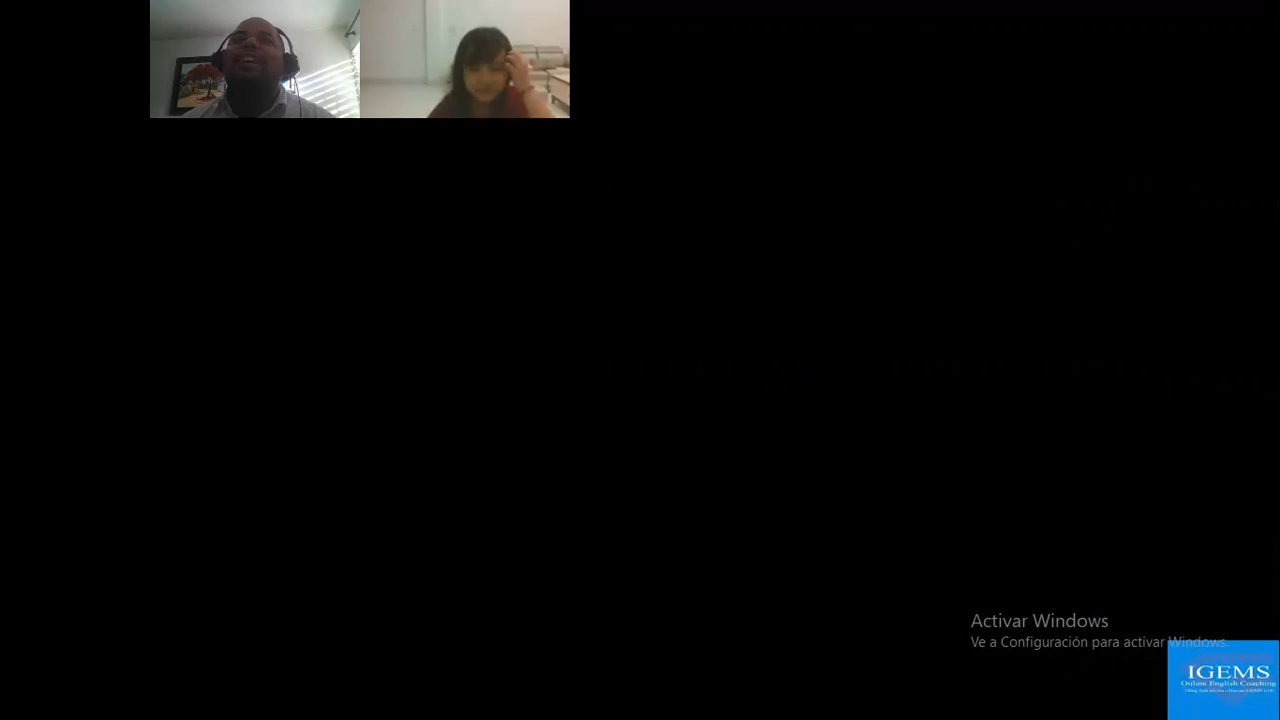 Activar Windows
Ve a Configuración para activar Windows.
IGEMS
Online English Coaching